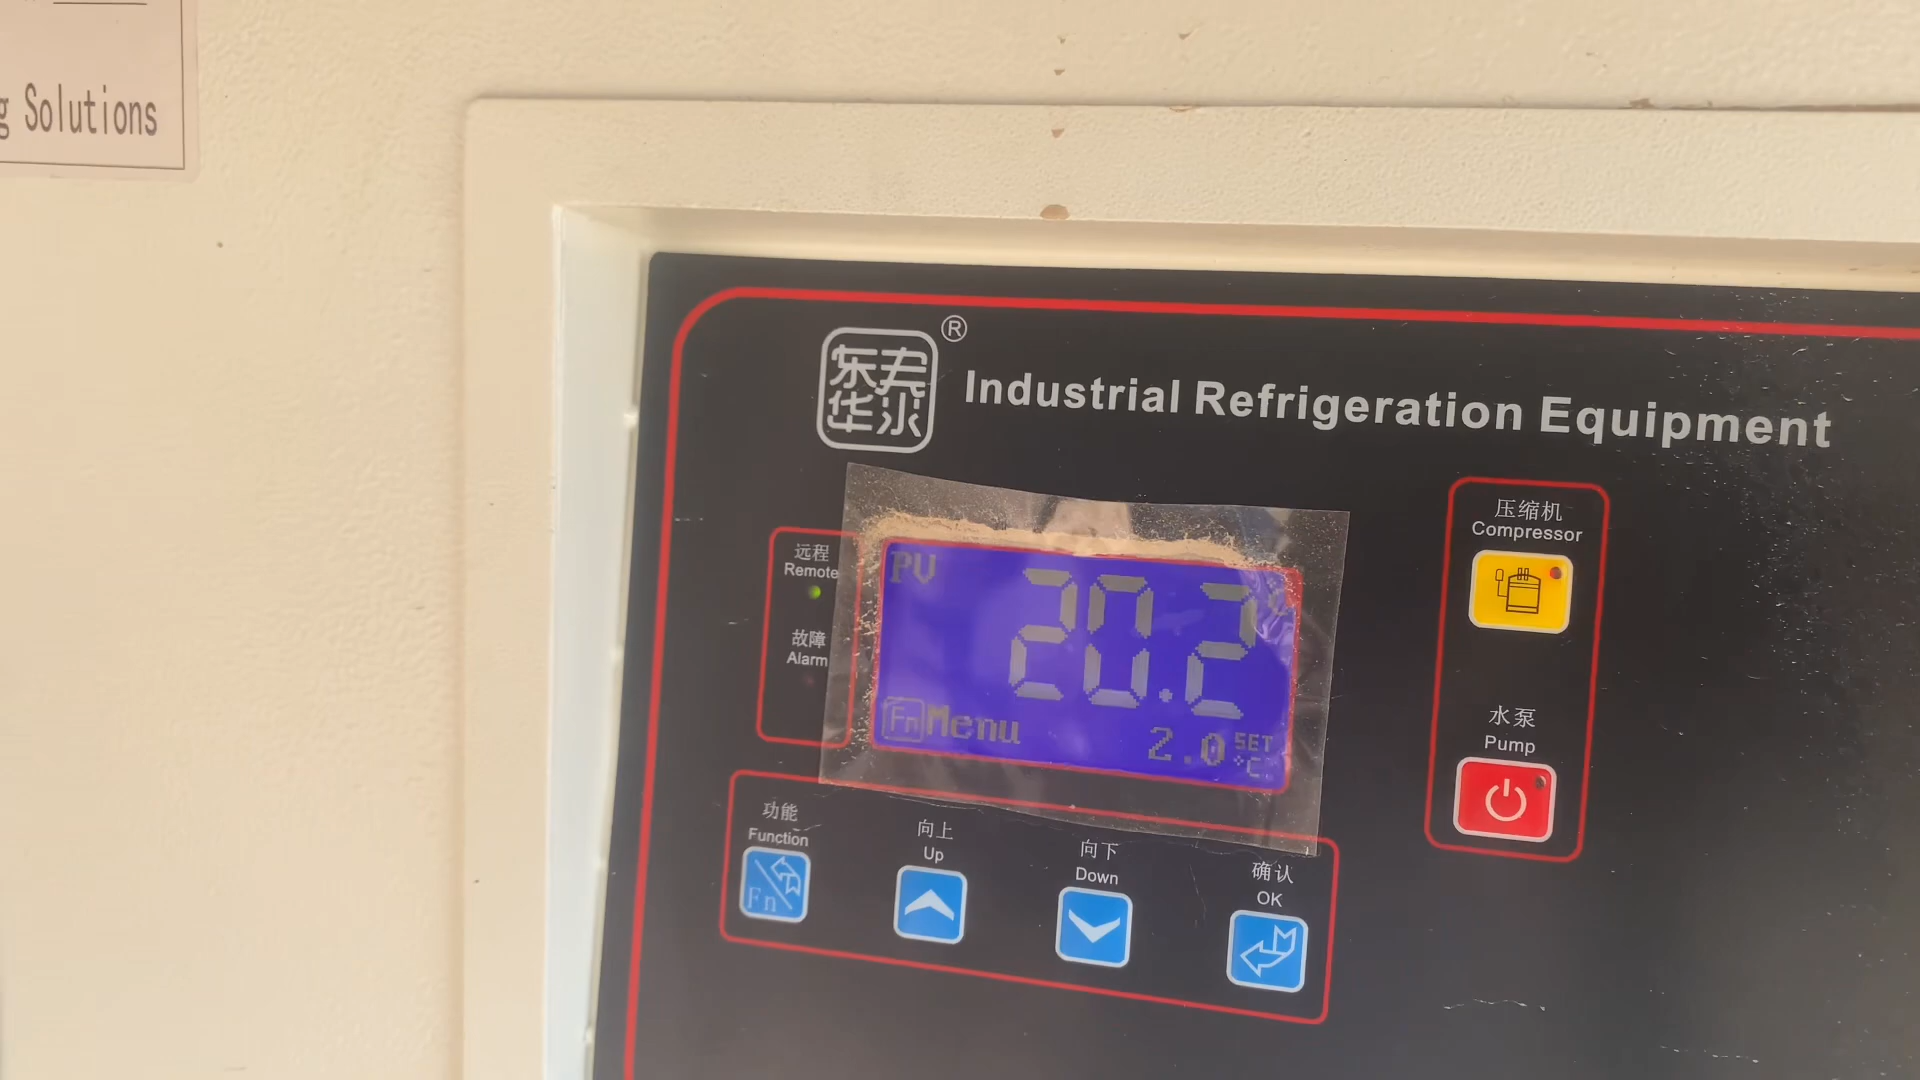 g Solutions
®
Industrial Refrigeration Equipment
压缩机
Compressor
远程
Remote
故障
Alarm
PV
20.2
Fn Menu
2.0 SET
°C
水泵
Pump
功能
Function
Fn
向上
Up
向下
Down
确认
OK